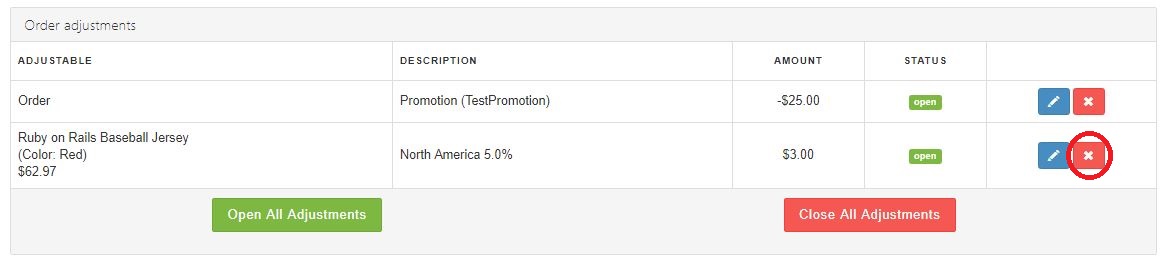 Order adjustments
ADJUSTABLE DESCRIPTION AMOUNT STATUS
Order Promotion (TestPromotion) -$25.00 open
Ruby on Rails Baseball Jersey
(Color: Red)
$62.97
North America 5.0% $3.00 open
Open All Adjustments Close All Adjustments